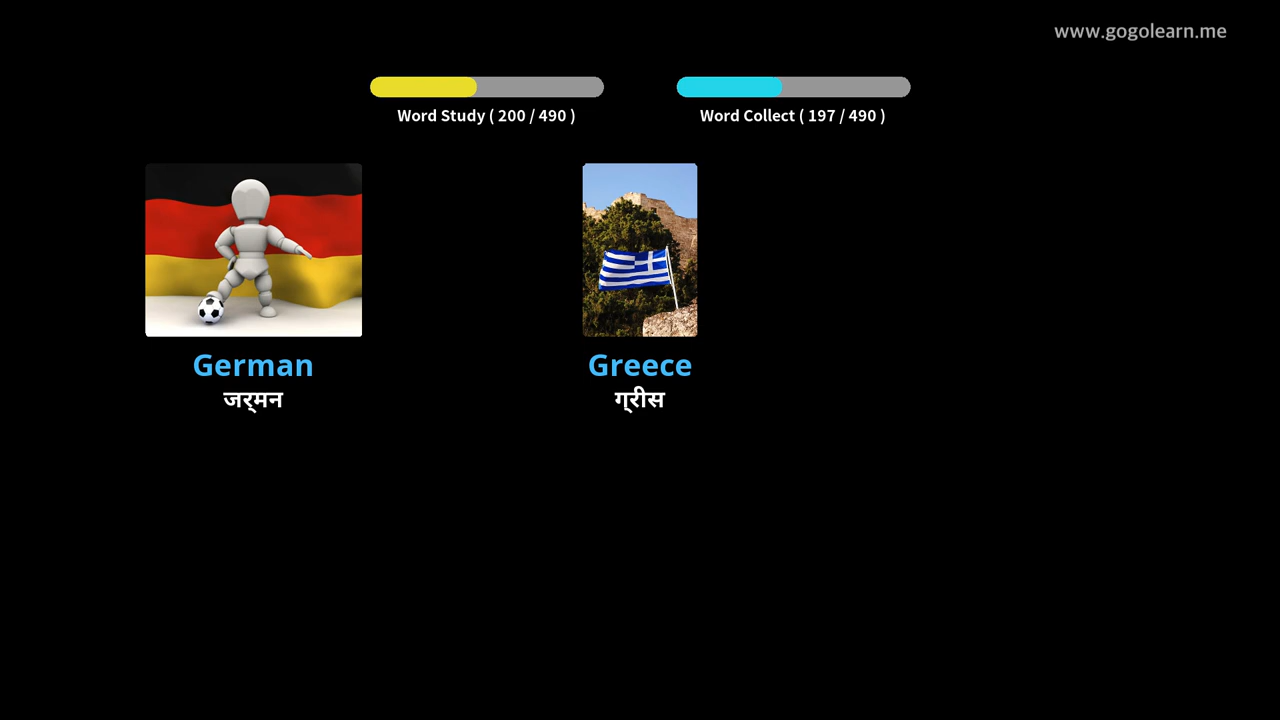 www.gogolearn.me
Word Study ( 200 / 490 )
Word Collect ( 197 / 490 )
German
जर्‌मन
Greece
ग्‌रीस